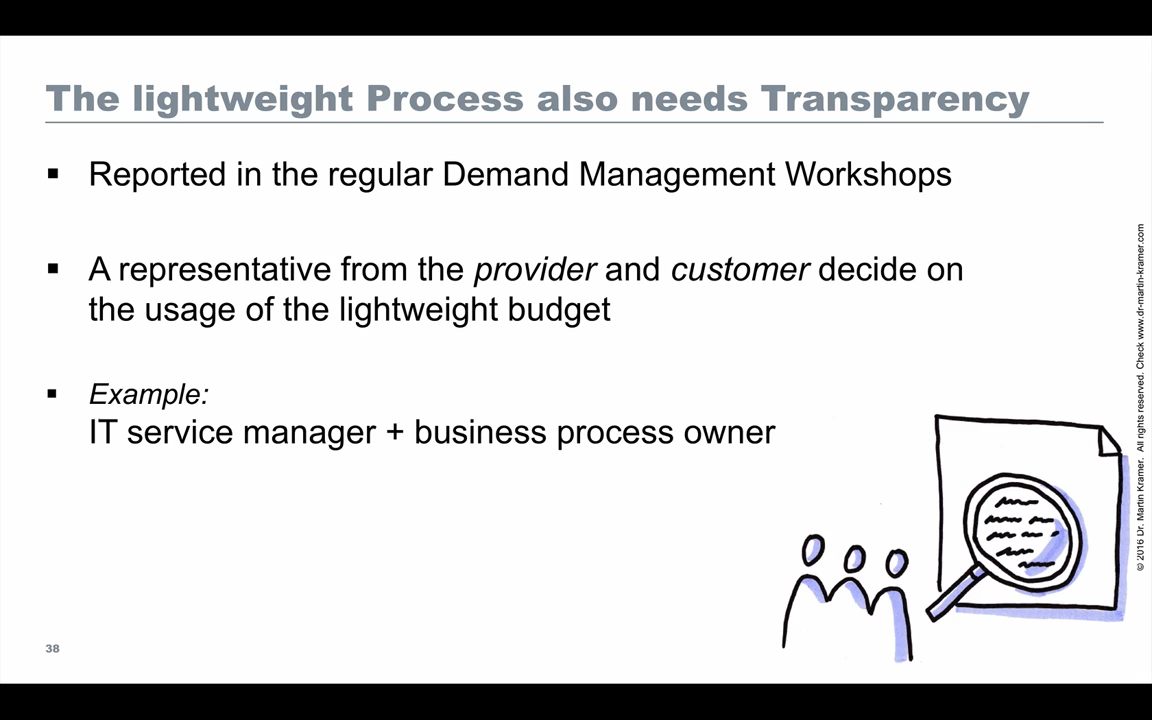 The lightweight Process also needs Transparency
▪ Reported in the regular Demand Management Workshops
▪ A representative from the provider and customer decide on
the usage of the lightweight budget
▪ Example:
IT service manager + business process owner
38
© 2016 Dr. Martin Kramer. All rights reserved. Check www.dr-martin-kramer.com